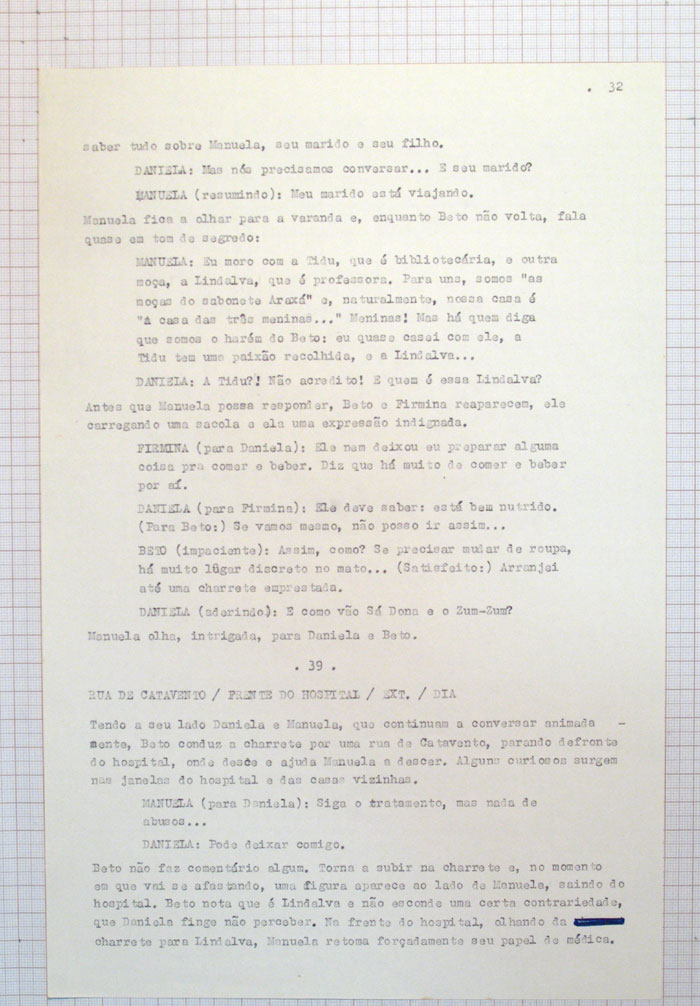 . 32
saber tudo sobre Manuela, seu marido e seu filho.
DANIELA: Mas nós precisamos conversar... E seu marido?
MANUELA (resumindo): Meu marido está viajando.
Manuela fica a olhar para a varanda e, enquanto Beto não volta, fala
quase em tom de segredo:
MANUELA: Eu moro com a Tidu, que é bibliotecária, e outra
moça, a Lindalva, que é professora. Para uns, somos "as
moças do sabonete Araxá" e, naturalmente, nossa casa é
"A casa das três meninas..." Meninas! Mas há quem diga
que somos o harém do Beto: eu quase casei com ele, a
Tidu tem uma paixão recolhida, e a Lindalva...
DANIELA: A Tidu?! Não acredito! E quem é essa Lindalva?
Antes que Manuela possa responder, Beto e Firmina reaparecem, ele
carregando uma sacola e ela uma expressão indignada.
FIRMINA (para Daniela): Ele nem deixou eu preparar alguma
coisa pra comer e beber. Diz que há muito de comer e beber
por aí.
DANIELA (para Firmina): Ele deve saber: está bem nutrido.
(Para Beto:) Se vamos mesmo, não posso ir assim...
BETO (impaciente): Assim, como? Se precisar mudar de roupa,
há muito lûgar discreto no mato... (Satisfeito:) Arranjei
até uma charrete emprestada.
DANIELA (aderindo): E como vão Sá Dona e o Zum-Zum?
Manuela olha, intrigada, para Daniela e Beto.
. 39 .
RUA DE CATAVENTO / FRENTE DO HOSPITAL / EXT. / DIA
Tendo a seu lado Daniela e Manuela, que continuam a conversar animada -
mente, Beto conduz a charrete por uma rua de Catavento, parando defronte
do hospital, onde desce e ajuda Manuela a descer. Alguns curiosos surgem
nas janelas do hospital e das casas vizinhas.
MANUELA (para Daniela): Siga o tratamento, mas nada de
abusos...
DANIELA: Pode deixar comigo.
Beto não faz comentário algum. Torna a subir na charrete e, no momento
em que vai se afastando, uma figura aparece ao lado de Manuela, saindo do
hospital. Beto nota que é Lindalva e não esconde uma certa contrariedade,
que Daniela finge não perceber. Na frente do hospital, olhando da
charrete para Lindalva, Manuela retoma forçadamente seu papel de médica.